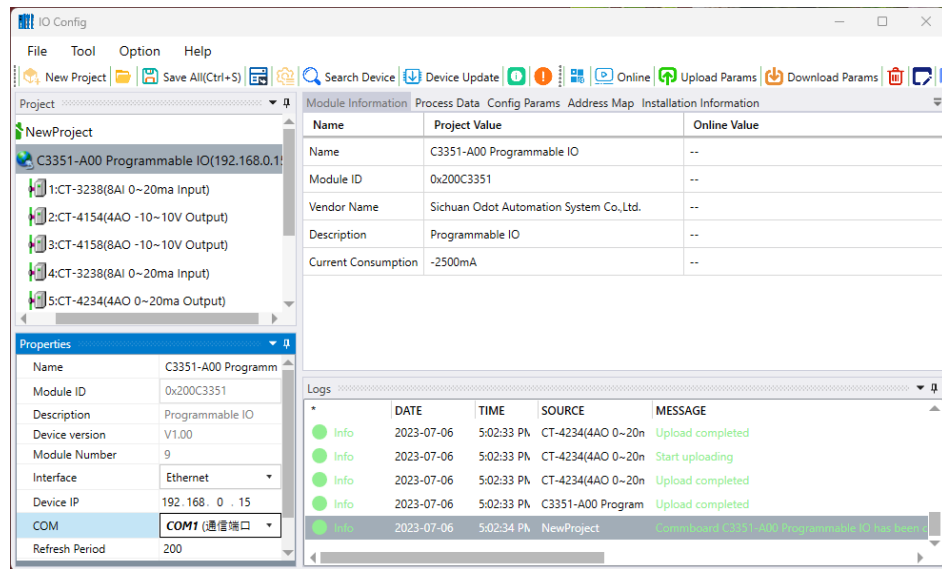 IO Config
File Tool Option Help
New Project Save All(Ctrl+S) Search Device Device Update Online Upload Params Download Params
Project
NewProject
C3351-A00 Programmable IO(192.168.0.15
1:CT-3238(8AI 0~20ma Input)
2:CT-4154(4AO -10~10V Output)
3:CT-4158(8AO -10~10V Output)
4:CT-3238(8AI 0~20ma Input)
5:CT-4234(4AO 0~20ma Output)
Module Information Process Data Config Params Address Map Installation Information
Name Project Value Online Value
Name C3351-A00 Programmable IO --
Module ID 0x200C3351 --
Vendor Name Sichuan Odot Automation System Co.,Ltd. --
Description Programmable IO --
Current Consumption -2500mA --
Properties
Name C3351-A00 Programm
Module ID 0x200C3351
Description Programmable IO
Device version V1.00
Module Number 9
Interface Ethernet
Device IP 192.168. 0 . 15
COM COM1 (通信端口
Refresh Period 200
Logs
* DATE TIME SOURCE MESSAGE
Info 2023-07-06 5:02:33 PM CT-4234(4AO 0~20m Upload completed
Info 2023-07-06 5:02:33 PM CT-4234(4AO 0~20m Start uploading
Info 2023-07-06 5:02:33 PM CT-4234(4AO 0~20m Upload completed
Info 2023-07-06 5:02:33 PM C3351-A00 Program Upload completed
Info 2023-07-06 5:02:34 PM NewProject Commboard C3351-A00 Programmable IO has been c